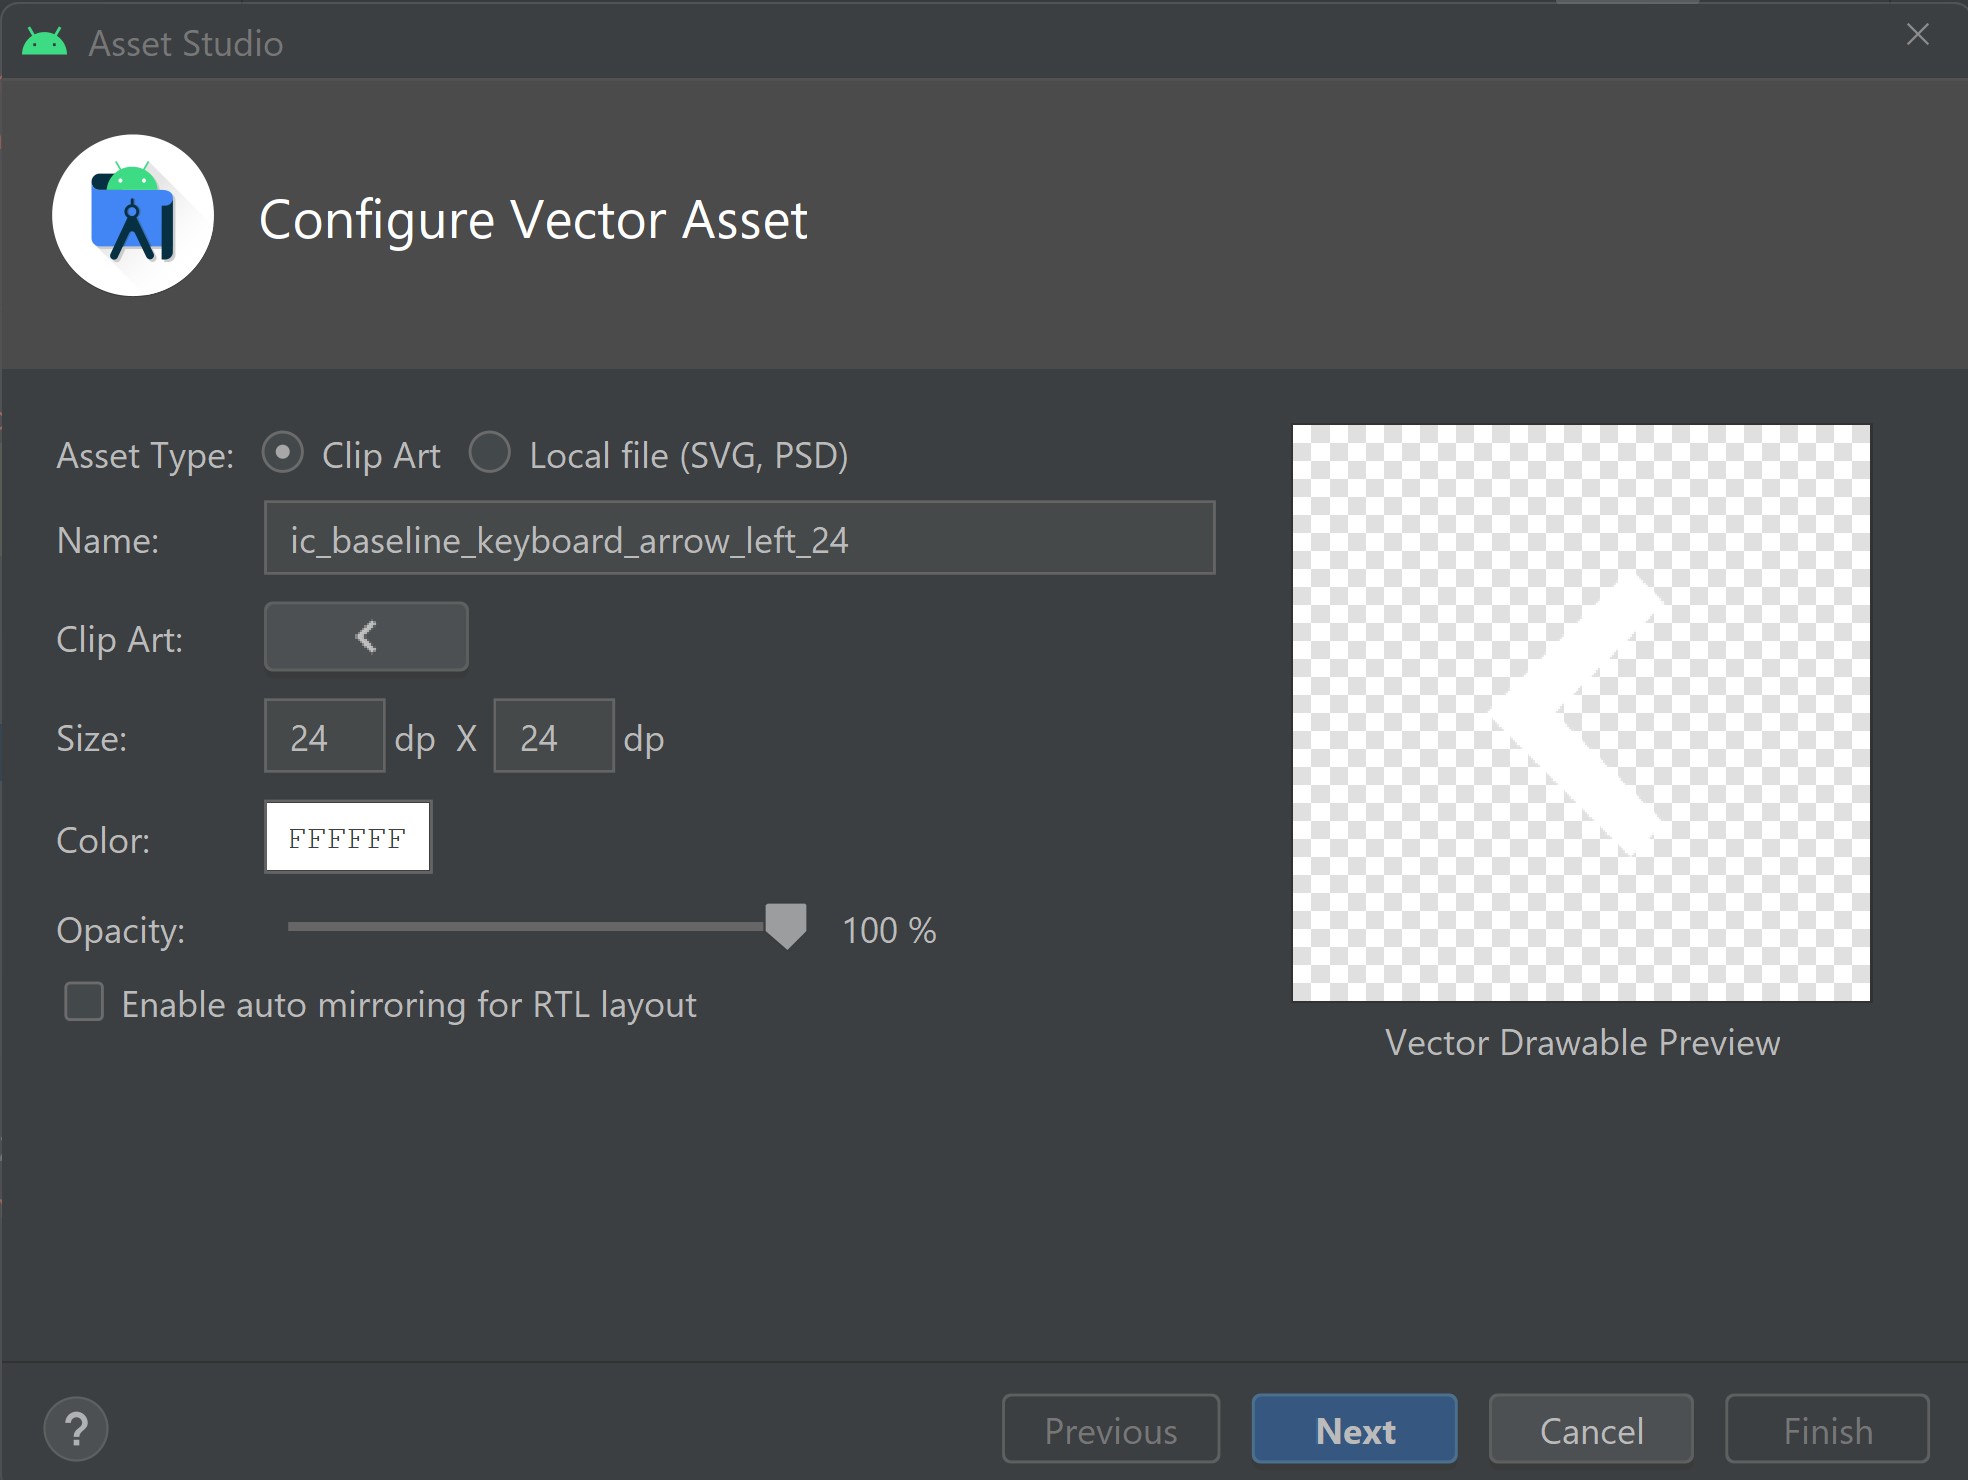 Asset Studio
Configure Vector Asset
Asset Type: Clip Art Local file (SVG, PSD)
Name: ic_baseline_keyboard_arrow_left_24
Clip Art:
Size: 24 dp X 24 dp
Color: FFFFFF
Opacity: 100 %
Enable auto mirroring for RTL layout
Vector Drawable Preview
? Previous Next Cancel Finish